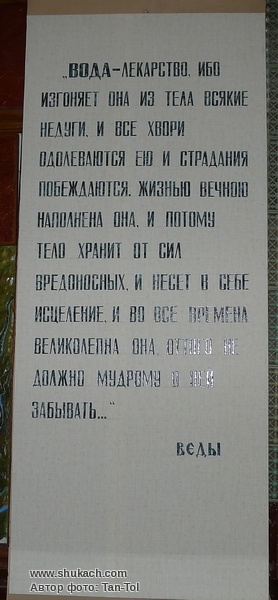 „ВОДА–ЛЕКАРСТВО, ИБО
ИЗГОНЯЕТ ОНА ИЗ ТЕЛА ВСЯКИЕ
НЕДУГИ, И ВСЕ ХВОРИ
ОДОЛЕВАЮТСЯ ЕЮ И СТРАДАНИЯ
ПОБЕЖДАЮТСЯ. ЖИЗНЬЮ ВЕЧНОЮ
НАПОЛНЕНА ОНА, И ПОТОМУ
ТЕЛО ХРАНИТ ОТ СИЛ
ВРЕДОНОСНЫХ, И НЕСЕТ В СЕБЕ
ИСЦЕЛЕНИЕ, И ВО ВСЕ ВРЕМЕНА
ВЕЛИКОЛЕПНА ОНА, ОТЧЕГО НЕ
ДОЛЖНО МУДРОМУ О НЕЙ
ЗАБЫВАТЬ..."
ВЕДЫ
www.shukach.com
Автор фото: Tan-Tol